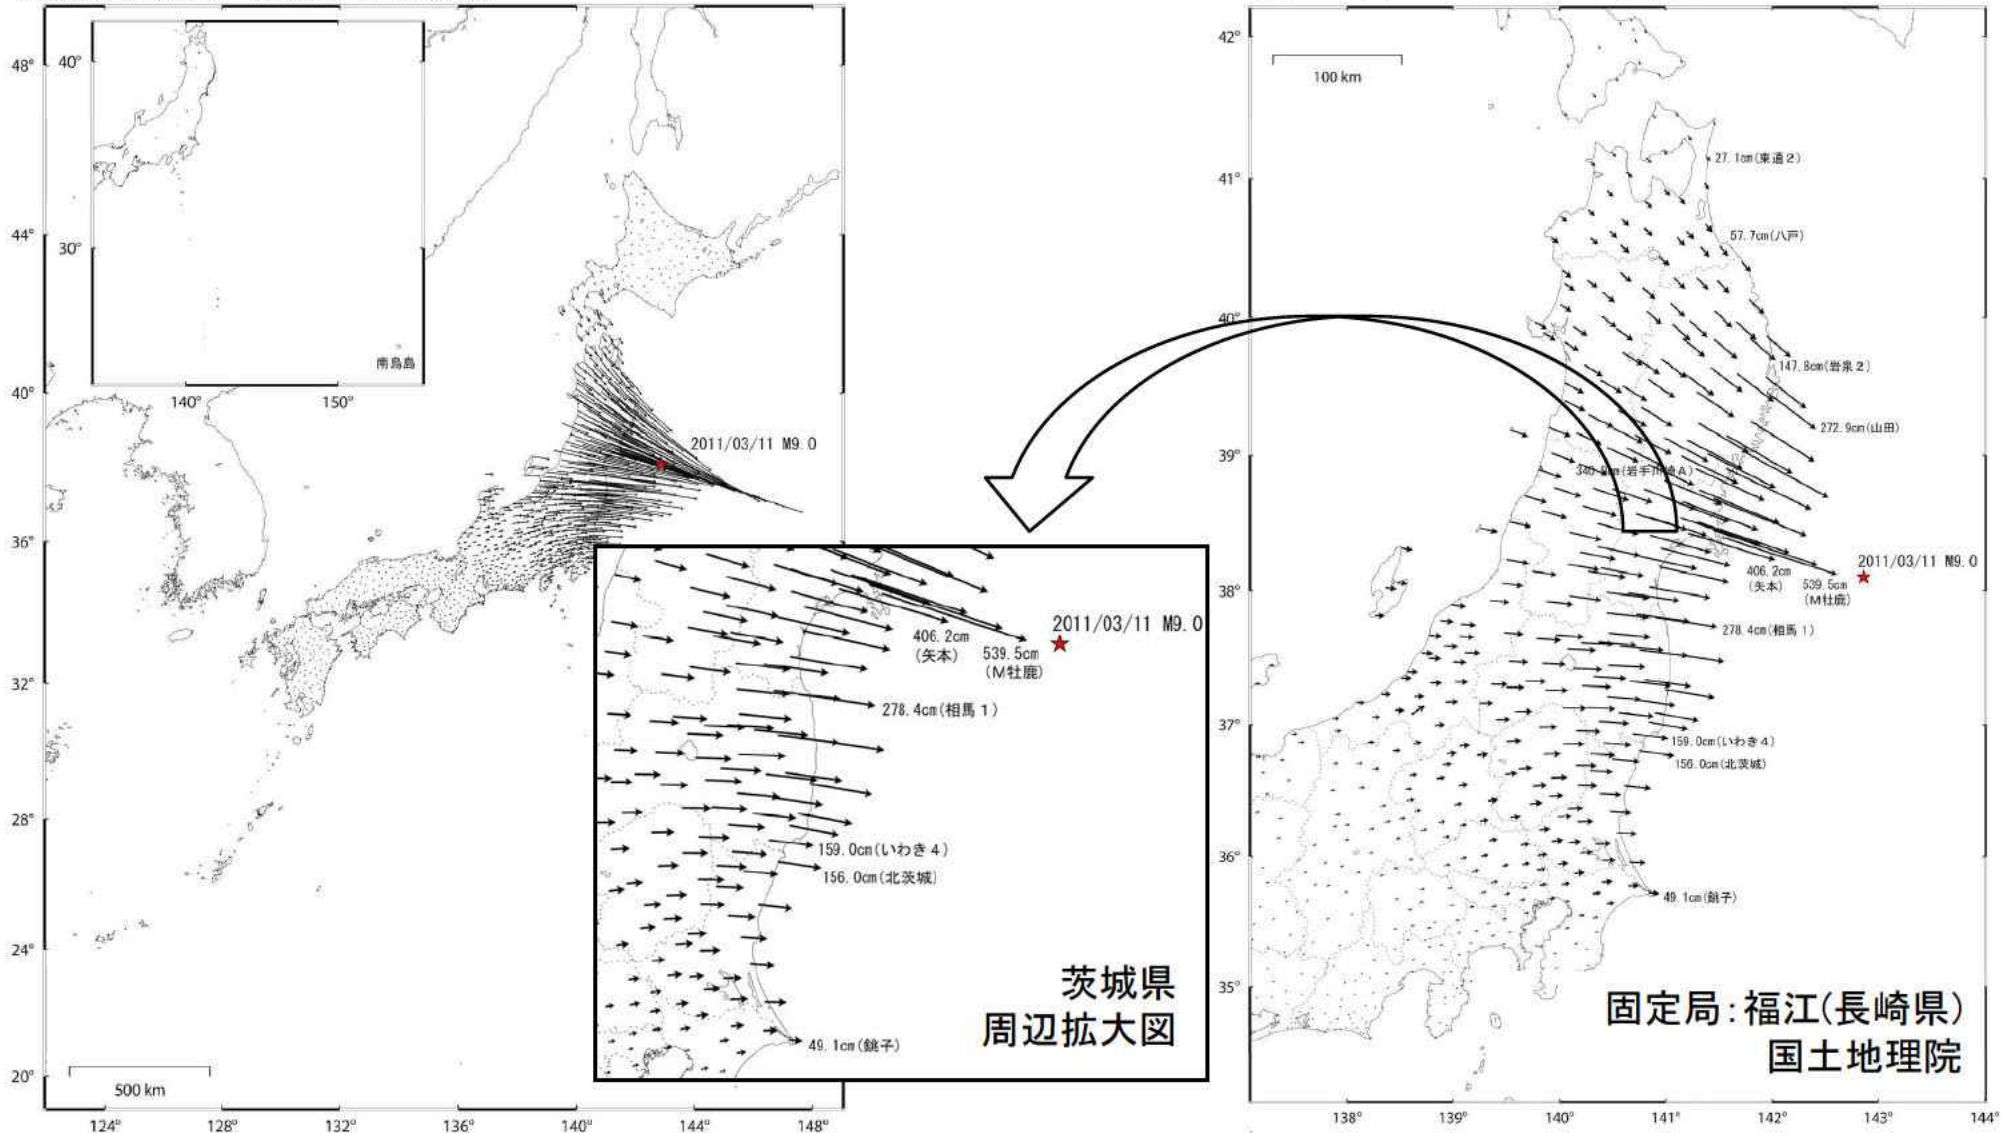 48°
44°
40°
36°
32°
28°
24°
20°
124°
128°
132°
136°
140°
144°
148°
500 km
40°
30°
140°
150°
南鳥島
2011/03/11 M9.0
406.2cm
(矢本)
539.5cm
(M牡鹿)
2011/03/11 M9.0
278.4cm(相馬1)
159.0cm(いわき4)
156.0cm(北茨城)
49.1cm(銚子)
茨城県
周辺拡大図
42°
41°
40°
39°
38°
37°
36°
35°
138°
139°
140°
141°
142°
143°
144°
100 km
27.1cm(東通2)
57.7cm(八戸)
147.8cm(岩泉2)
272.9cm(山田)
2011/03/11 M9.0
406.2cm
(矢本)
539.5cm
(M牡鹿)
278.4cm(相馬1)
159.0cm(いわき4)
156.0cm(北茨城)
49.1cm(銚子)
固定局:福江(長崎県)
国土地理院